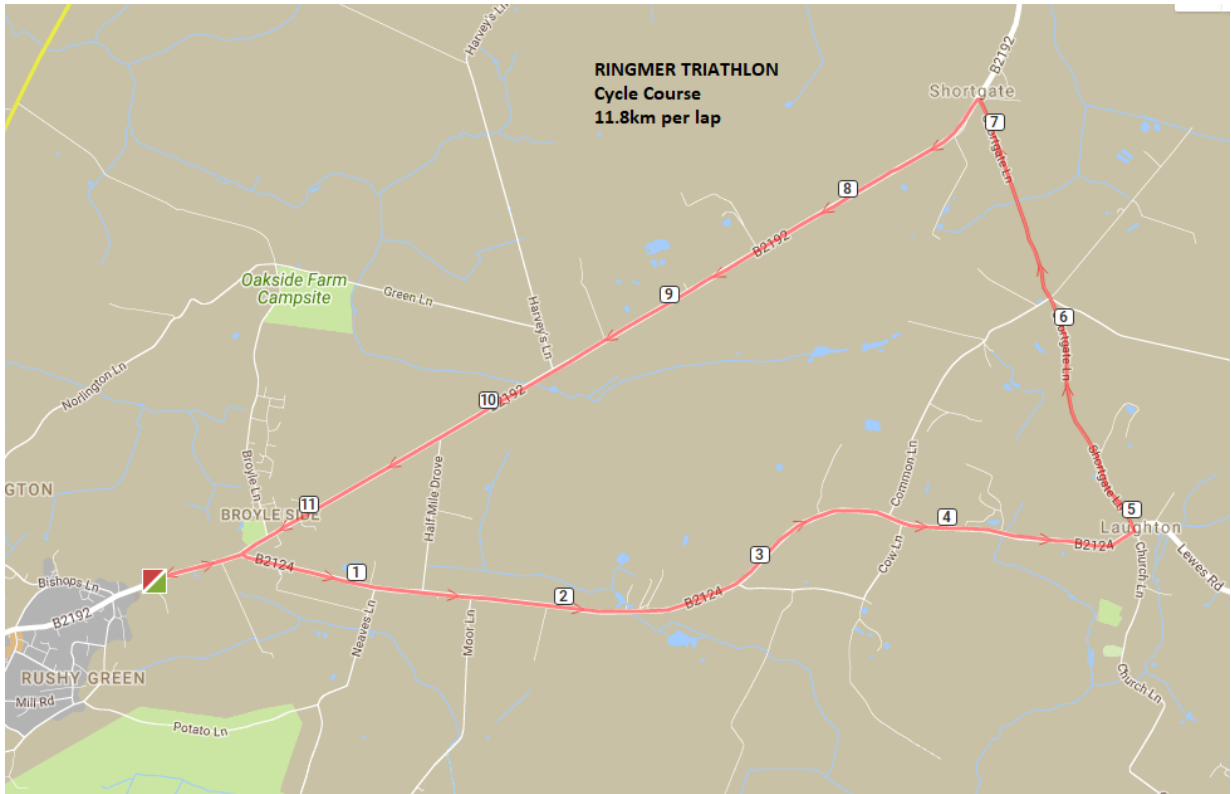 Harvey's Ln
B2192
RINGMER TRIATHLON
Cycle Course
11.8km per lap
Shortgate
7
Shortgate Ln
8
B2192
Oakside Farm
Campsite
Green Ln
9
Harvey's Ln
6
Shortgate Ln
Norlington Ln
10
B2192
Broyle Ln
Half Mile Drove
Common Ln
Shortgate Ln
GTON
11
BROYLE SIDE
4
5
Laughton
B2124
Lewes Rd
Church Ln
3
Cow Ln
B2124
1
Bishops Ln
2
B2124
B2192
Neaves Ln
Moor Ln
RUSHY GREEN
Mill Rd
Church Ln
Potato Ln